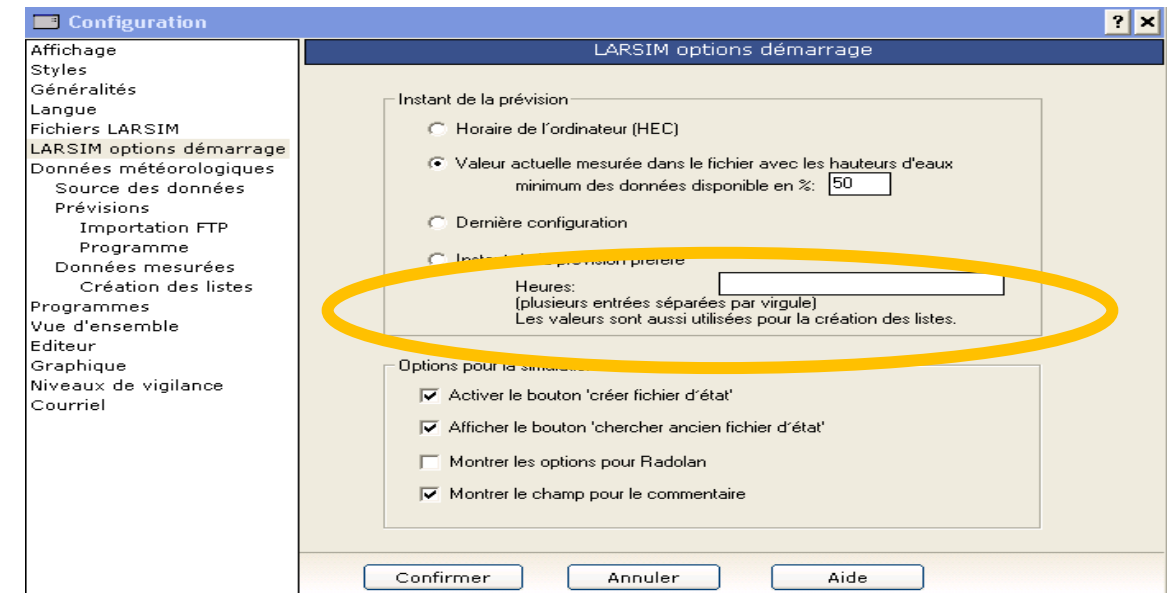 Configuration
Affichage
Styles
Généralités
Langue
Fichiers LARSIM
LARSIM options démarrage
Données météorologiques
Source des données
Prévisions
Importation FTP
Programme
Données mesurées
Création des listes
Programmes
Vue d'ensemble
Editeur
Graphique
Niveaux de vigilance
Courriel
LARSIM options démarrage
Instant de la prévision
Horaire de l´ordinateur (HEC)
Valeur actuelle mesurée dans le fichier avec les hauteurs d'eaux
minimum des données disponible en %: 50
Dernière configuration
Instant prévision préféré
Heures:
(plusieurs entrées séparées par virgule)
Les valeurs sont aussi utilisées pour la création des listes.
Options pour la simulation
Activer le bouton 'créer fichier d´état'
Afficher le bouton 'chercher ancien fichier d´état'
Montrer les options pour Radolan
Montrer le champ pour le commentaire
Confirmer Annuler Aide